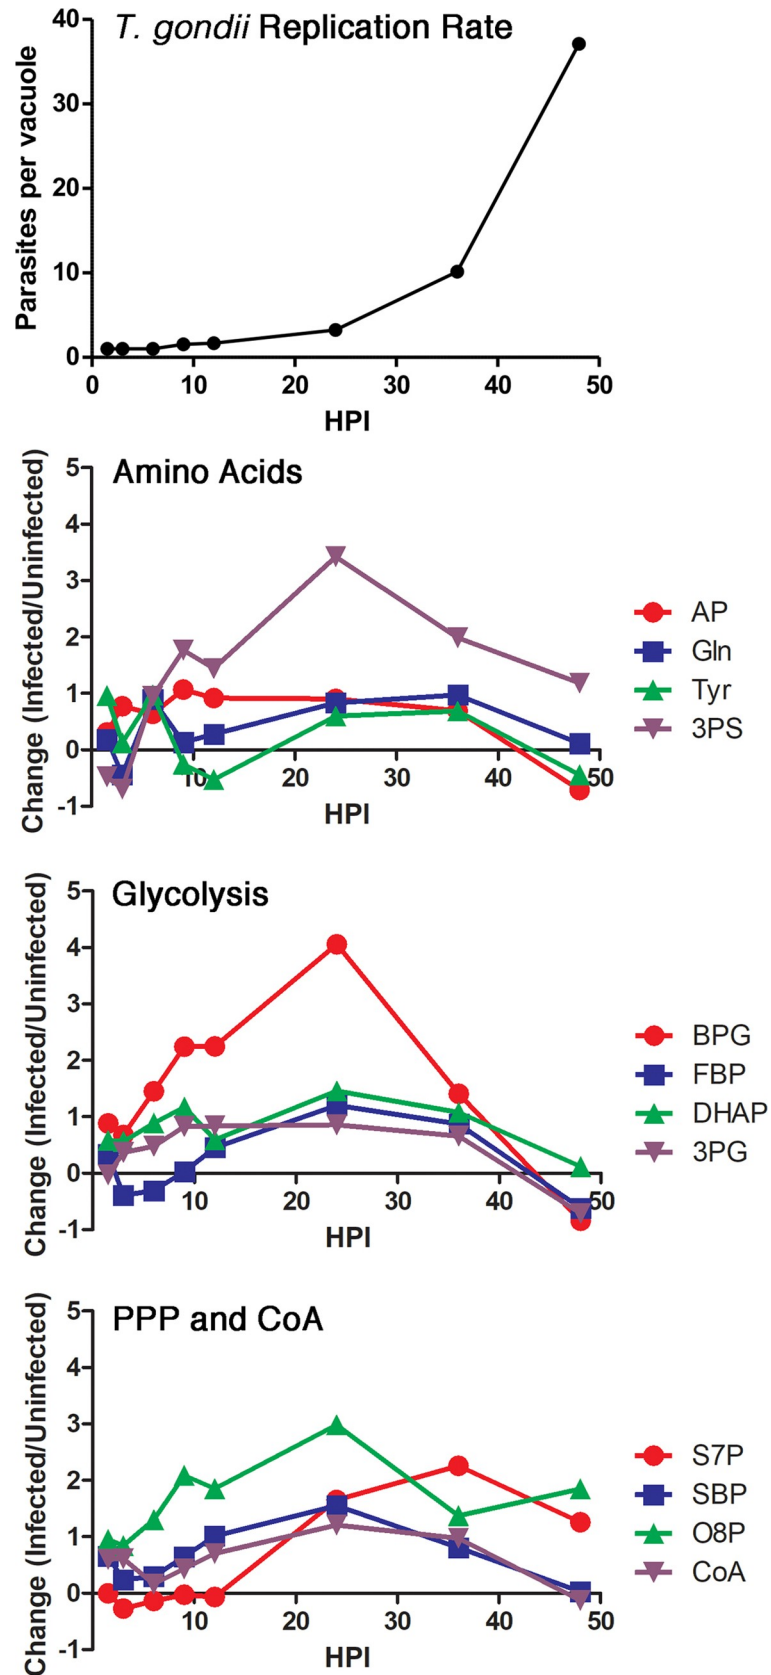 T. gondii Replication Rate
Parasites per vacuole
40
30
20
10
0
0 10 20 30 40 50
HPI
Amino Acids
Change (Infected/Uninfected)
5
4
3
2
1
0
-1
10 20 30 40 50
HPI
AP
Gln
Tyr
3PS
Glycolysis
Change (Infected/Uninfected)
5
4
3
2
1
0
-1
10 20 30 40 50
HPI
BPG
FBP
DHAP
3PG
PPP and CoA
Change (Infected/Uninfected)
5
4
3
2
1
0
-1
10 20 30 40 50
HPI
S7P
SBP
O8P
CoA